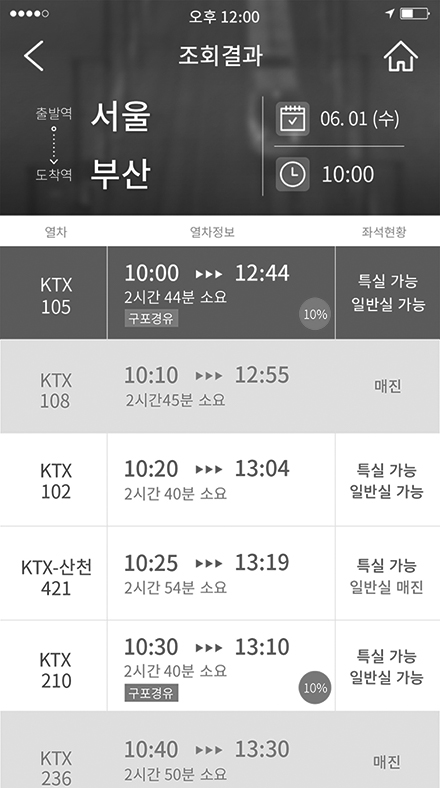 오후 12:00
조회결과
출발역 서울
06. 01 (수)
도착역 부산
10:00
열차 열차정보 좌석현황
KTX
105
10:00 ▸▸▸ 12:44
2시간 44분 소요
구포경유
10%
특실 가능
일반실 가능
KTX
108
10:10 ▸▸▸ 12:55
2시간45분 소요
매진
KTX
102
10:20 ▸▸▸ 13:04
2시간 40분 소요
특실 가능
일반실 가능
KTX-산천
421
10:25 ▸▸▸ 13:19
2시간 54분 소요
특실 가능
일반실 매진
KTX
210
10:30 ▸▸▸ 13:10
2시간 40분 소요
구포경유
10%
특실 가능
일반실 가능
KTX
236
10:40 ▸▸▸ 13:30
2시간 50분 소요
매진